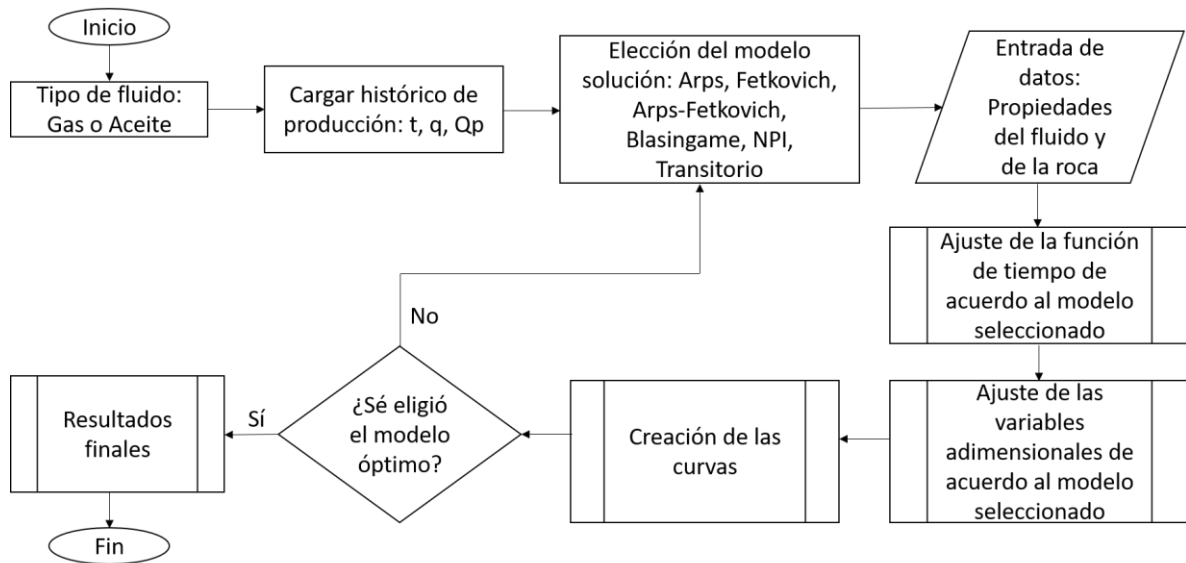 Inicio
Tipo de fluido:
Gas o Aceite
Cargar histórico de
producción: t, q, Qp
Elección del modelo
solución: Arps, Fetkovich,
Arps-Fetkovich,
Blasingame, NPI,
Transitorio
Entrada de
datos:
Propiedades
del fluido y
de la roca
Ajuste de la función
de tiempo de
acuerdo al modelo
seleccionado
Ajuste de las
variables
adimensionales de
acuerdo al modelo
seleccionado
Creación de las
curvas
¿Sé eligió
el modelo
óptimo?
No
Sí
Resultados
finales
Fin